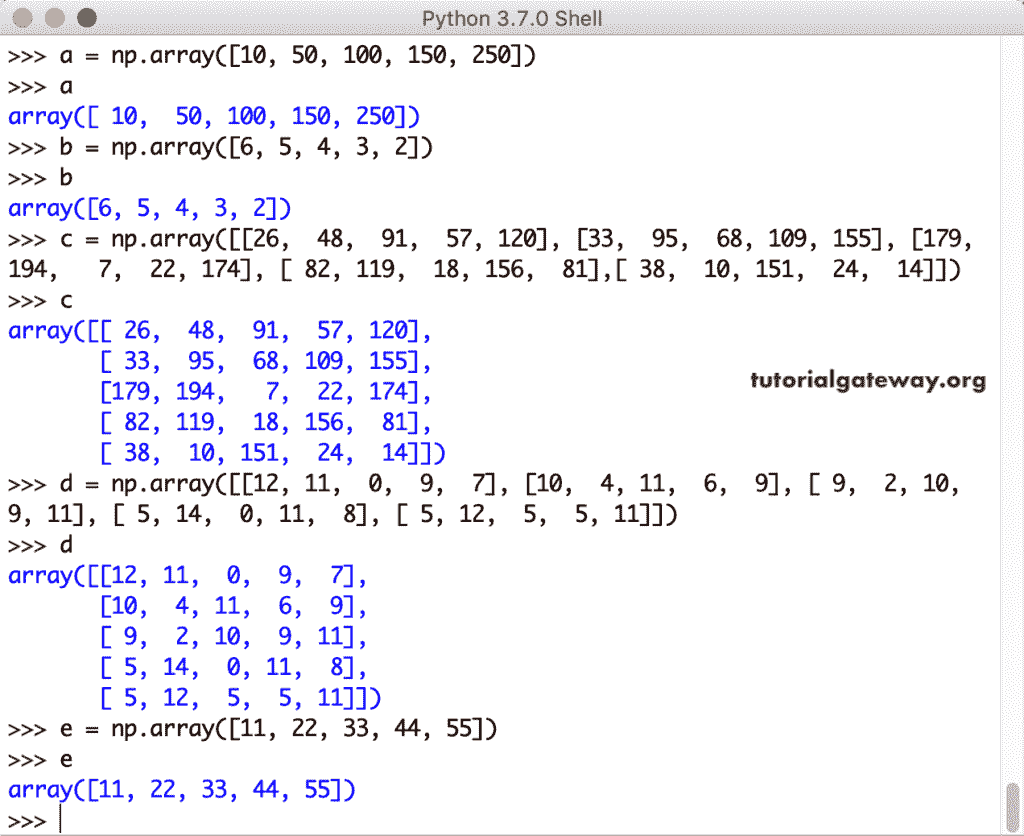 Python 3.7.0 Shell
>>> a = np.array([10, 50, 100, 150, 250])
>>> a
array([ 10,  50, 100, 150, 250])
>>> b = np.array([6, 5, 4, 3, 2])
>>> b
array([6, 5, 4, 3, 2])
>>> c = np.array([[26,  48,  91,  57, 120], [33,  95,  68, 109, 155], [179,
194,   7,  22, 174], [ 82, 119,  18, 156,  81],[ 38,  10, 151,  24,  14]])
>>> c
array([[ 26,  48,  91,  57, 120],
       [ 33,  95,  68, 109, 155],
       [179, 194,   7,  22, 174],
       [ 82, 119,  18, 156,  81],
       [ 38,  10, 151,  24,  14]])
tutorialgateway.org
>>> d = np.array([[12, 11,  0,  9,  7], [10,  4, 11,  6,  9], [ 9,  2, 10,
9, 11], [ 5, 14,  0, 11,  8], [ 5, 12,  5,  5, 11]])
>>> d
array([[12, 11,  0,  9,  7],
       [10,  4, 11,  6,  9],
       [ 9,  2, 10,  9, 11],
       [ 5, 14,  0, 11,  8],
       [ 5, 12,  5,  5, 11]])
>>> e = np.array([11, 22, 33, 44, 55])
>>> e
array([11, 22, 33, 44, 55])
>>>